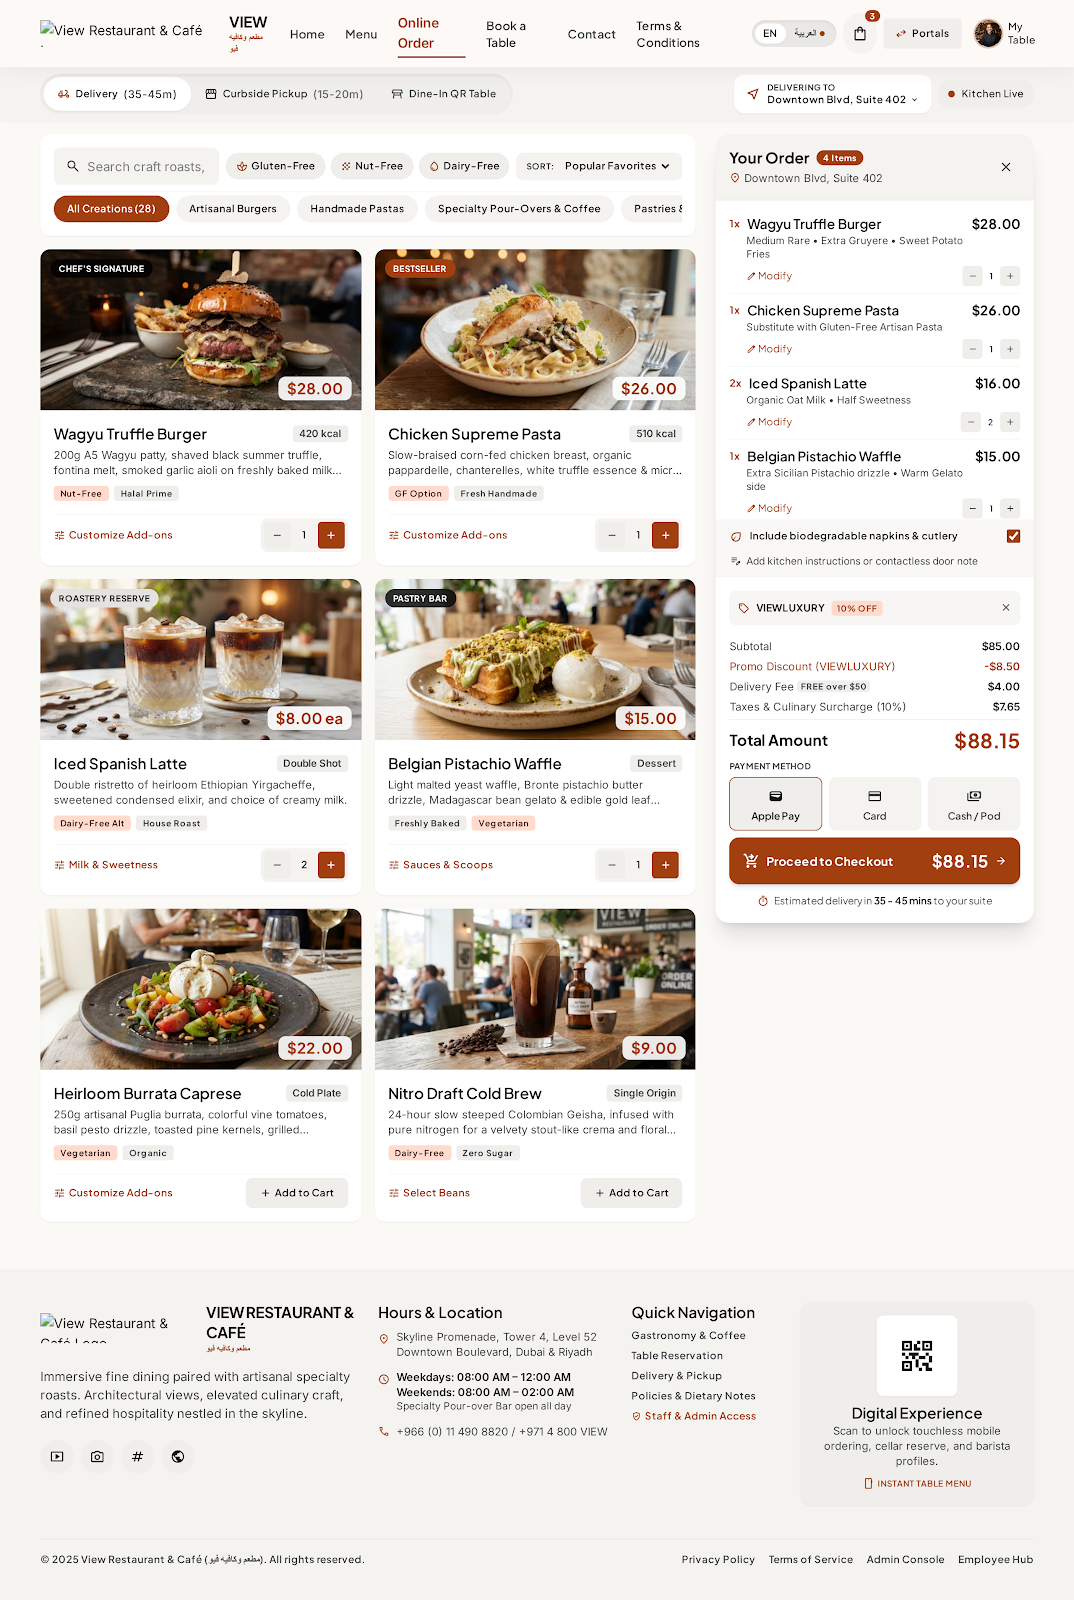 View Restaurant & Café
VIEW
مطعم وكافيه
ڤيو
Home
Menu
Online
Order
Book a
Table
Contact
Terms &
Conditions
EN
العربية
3
Portals
My
Table
Delivery (35-45m)
Curbside Pickup (15-20m)
Dine-In QR Table
DELIVERING TO
Downtown Blvd, Suite 402
Kitchen Live
Search craft roasts,
Gluten-Free
Nut-Free
Dairy-Free
SORT: Popular Favorites
All Creations (28)
Artisanal Burgers
Handmade Pastas
Specialty Pour-Overs & Coffee
Pastries &
CHEF'S SIGNATURE
$28.00
Wagyu Truffle Burger
420 kcal
200g A5 Wagyu patty, shaved black summer truffle,
fontina melt, smoked garlic aioli on freshly baked milk...
Nut-Free
Halal Prime
Customize Add-ons
− 1 +
BESTSELLER
$26.00
Chicken Supreme Pasta
510 kcal
Slow-braised corn-fed chicken breast, organic
pappardelle, chanterelles, white truffle essence & micr...
GF Option
Fresh Handmade
Customize Add-ons
− 1 +
ROASTERY RESERVE
$8.00 ea
Iced Spanish Latte
Double Shot
Double ristretto of heirloom Ethiopian Yirgacheffe,
sweetened condensed elixir, and choice of creamy milk.
Dairy-Free Alt
House Roast
Milk & Sweetness
− 2 +
PASTRY BAR
$15.00
Belgian Pistachio Waffle
Dessert
Light malted yeast waffle, Bronte pistachio butter
drizzle, Madagascar bean gelato & edible gold leaf...
Freshly Baked
Vegetarian
Sauces & Scoops
− 1 +
$22.00
Heirloom Burrata Caprese
Cold Plate
250g artisanal Puglia burrata, colorful vine tomatoes,
basil pesto drizzle, toasted pine kernels, grilled...
Vegetarian
Organic
Customize Add-ons
+ Add to Cart
VIEW
ORDER ONLINE
ORDER
ONLINE
NITRO
COLD BREW
$9.00
Nitro Draft Cold Brew
Single Origin
24-hour slow steeped Colombian Geisha, infused with
pure nitrogen for a velvety stout-like crema and floral...
Dairy-Free
Zero Sugar
Select Beans
+ Add to Cart
Your Order
4 Items
Downtown Blvd, Suite 402
1x Wagyu Truffle Burger $28.00
Medium Rare • Extra Gruyere • Sweet Potato
Fries
Modify
− 1 +
1x Chicken Supreme Pasta $26.00
Substitute with Gluten-Free Artisan Pasta
Modify
− 1 +
2x Iced Spanish Latte $16.00
Organic Oat Milk • Half Sweetness
Modify
− 2 +
1x Belgian Pistachio Waffle $15.00
Extra Sicilian Pistachio drizzle • Warm Gelato
side
Modify
− 1 +
Include biodegradable napkins & cutlery
Add kitchen instructions or contactless door note
VIEWLUXURY 10% OFF
Subtotal $85.00
Promo Discount (VIEWLUXURY) -$8.50
Delivery Fee FREE over $50 $4.00
Taxes & Culinary Surcharge (10%) $7.65
Total Amount $88.15
PAYMENT METHOD
Apple Pay
Card
Cash / Pod
Proceed to Checkout $88.15
Estimated delivery in 35 – 45 mins to your suite
View Restaurant &
Café Logo
VIEW RESTAURANT &
CAFÉ
مطعم وكافيه ڤيو
Immersive fine dining paired with artisanal specialty
roasts. Architectural views, elevated culinary craft,
and refined hospitality nestled in the skyline.
Hours & Location
Skyline Promenade, Tower 4, Level 52
Downtown Boulevard, Dubai & Riyadh
Weekdays: 08:00 AM – 12:00 AM
Weekends: 08:00 AM – 02:00 AM
Specialty Pour-over Bar open all day
+966 (0) 11 490 8820 / +971 4 800 VIEW
Quick Navigation
Gastronomy & Coffee
Table Reservation
Delivery & Pickup
Policies & Dietary Notes
Staff & Admin Access
Digital Experience
Scan to unlock touchless mobile
ordering, cellar reserve, and barista
profiles.
INSTANT TABLE MENU
© 2025 View Restaurant & Café (مطعم وكافيه ڤيو). All rights reserved.
Privacy Policy
Terms of Service
Admin Console
Employee Hub